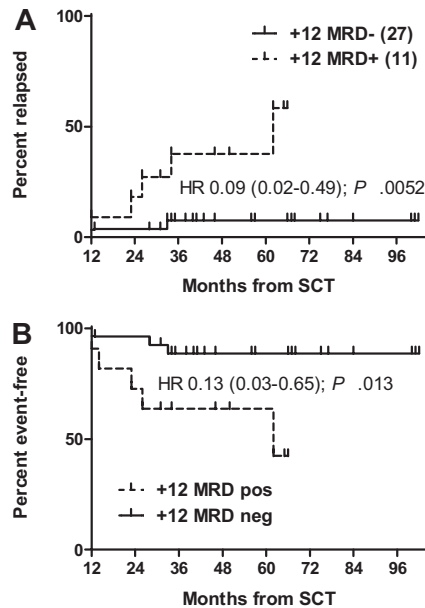 A
+12 MRD- (27)
+12 MRD+ (11)
Percent relapsed
100
50
0
HR 0.09 (0.02-0.49); P .0052
12 24 36 48 60 72 84 96
Months from SCT
B
Percent event-free
100
50
0
HR 0.13 (0.03-0.65); P .013
+12 MRD pos
+12 MRD neg
12 24 36 48 60 72 84 96
Months from SCT